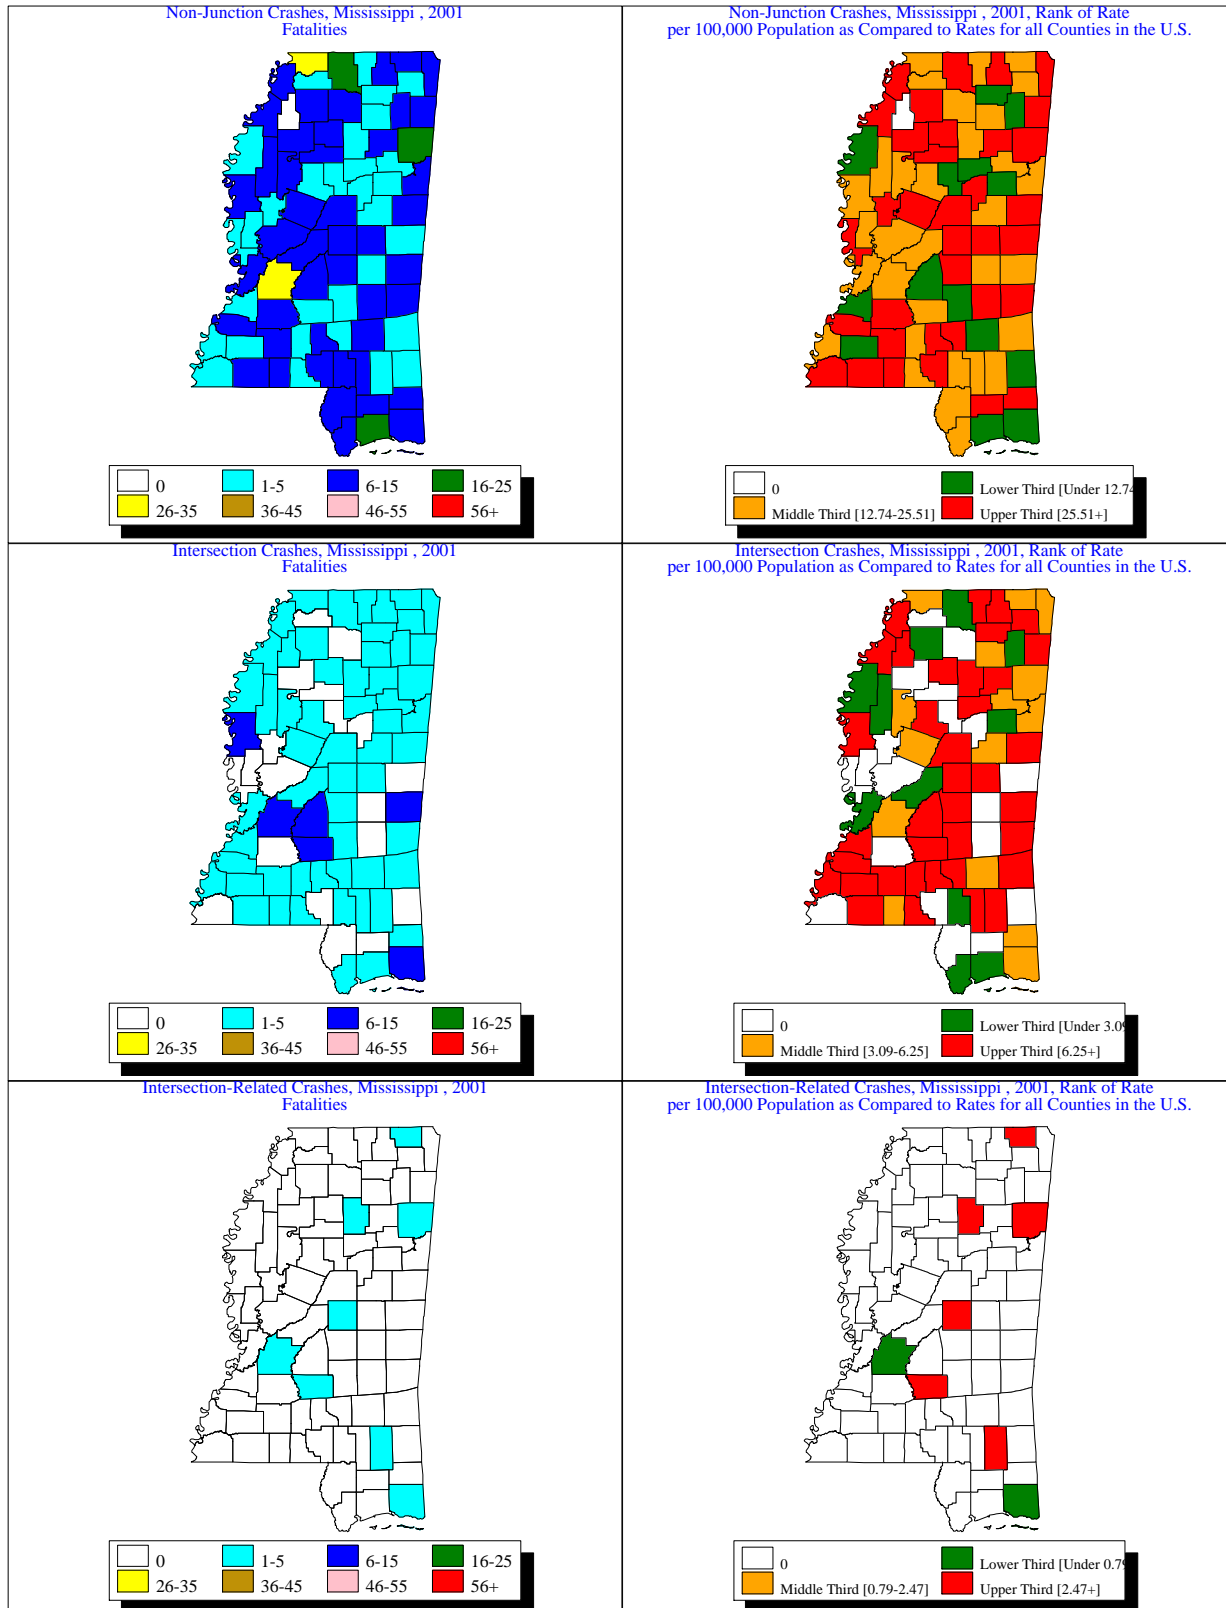 Non-Junction Crashes, Mississippi , 2001
Fatalities
0
1-5
6-15
16-25
26-35
36-45
46-55
56+
Non-Junction Crashes, Mississippi , 2001, Rank of Rate
per 100,000 Population as Compared to Rates for all Counties in the U.S.
0
Lower Third [Under 12.74
Middle Third [12.74-25.51]
Upper Third [25.51+]
Intersection Crashes, Mississippi , 2001
Fatalities
0
1-5
6-15
16-25
26-35
36-45
46-55
56+
Intersection Crashes, Mississippi , 2001, Rank of Rate
per 100,000 Population as Compared to Rates for all Counties in the U.S.
0
Lower Third [Under 3.09
Middle Third [3.09-6.25]
Upper Third [6.25+]
Intersection-Related Crashes, Mississippi , 2001
Fatalities
0
1-5
6-15
16-25
26-35
36-45
46-55
56+
Intersection-Related Crashes, Mississippi , 2001, Rank of Rate
per 100,000 Population as Compared to Rates for all Counties in the U.S.
0
Lower Third [Under 0.79
Middle Third [0.79-2.47]
Upper Third [2.47+]